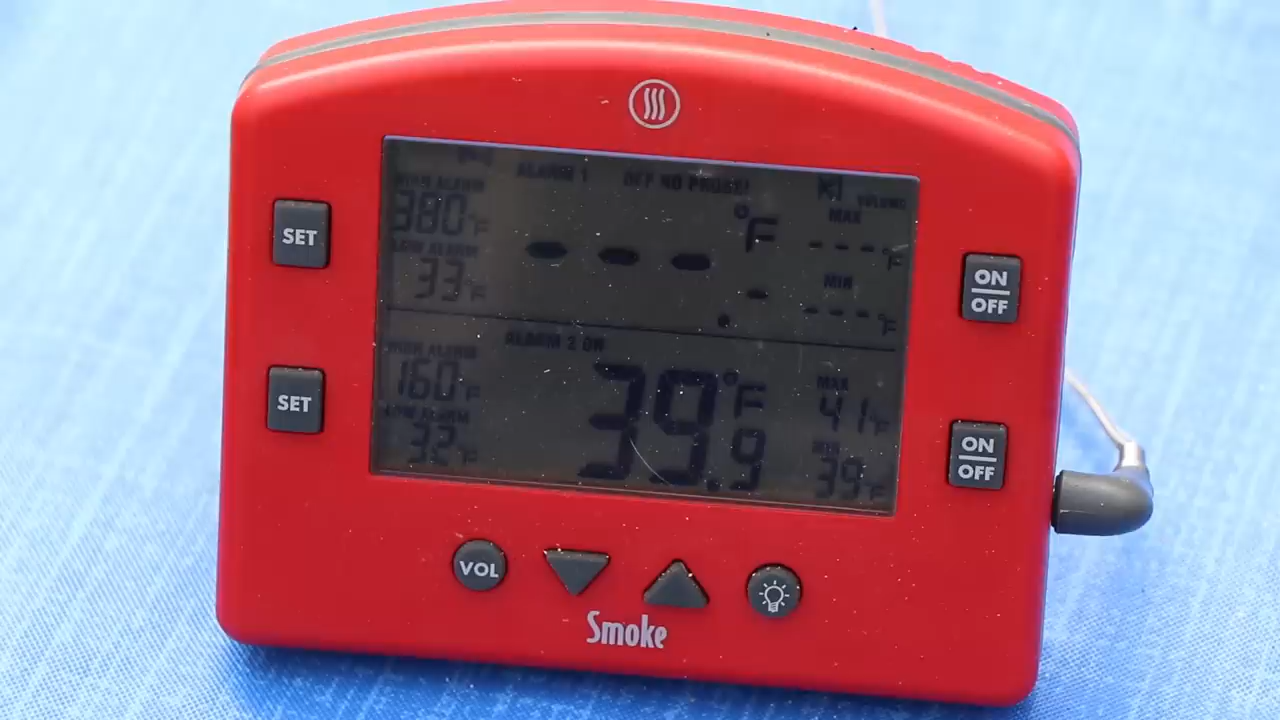 ALARM 1 OFF NO PROBE!
HIGH ALARM
380°F
LOW ALARM
33°F
- - - -.- °F
VOLUME
MAX
- - - -°F
MIN
- - - -°F
SET
ON
OFF
ALARM 2 ON
HIGH ALARM
160°F
LOW ALARM
32°F
39.9°F
MAX
41°F
MIN
39°F
SET
ON
OFF
VOL
Smoke